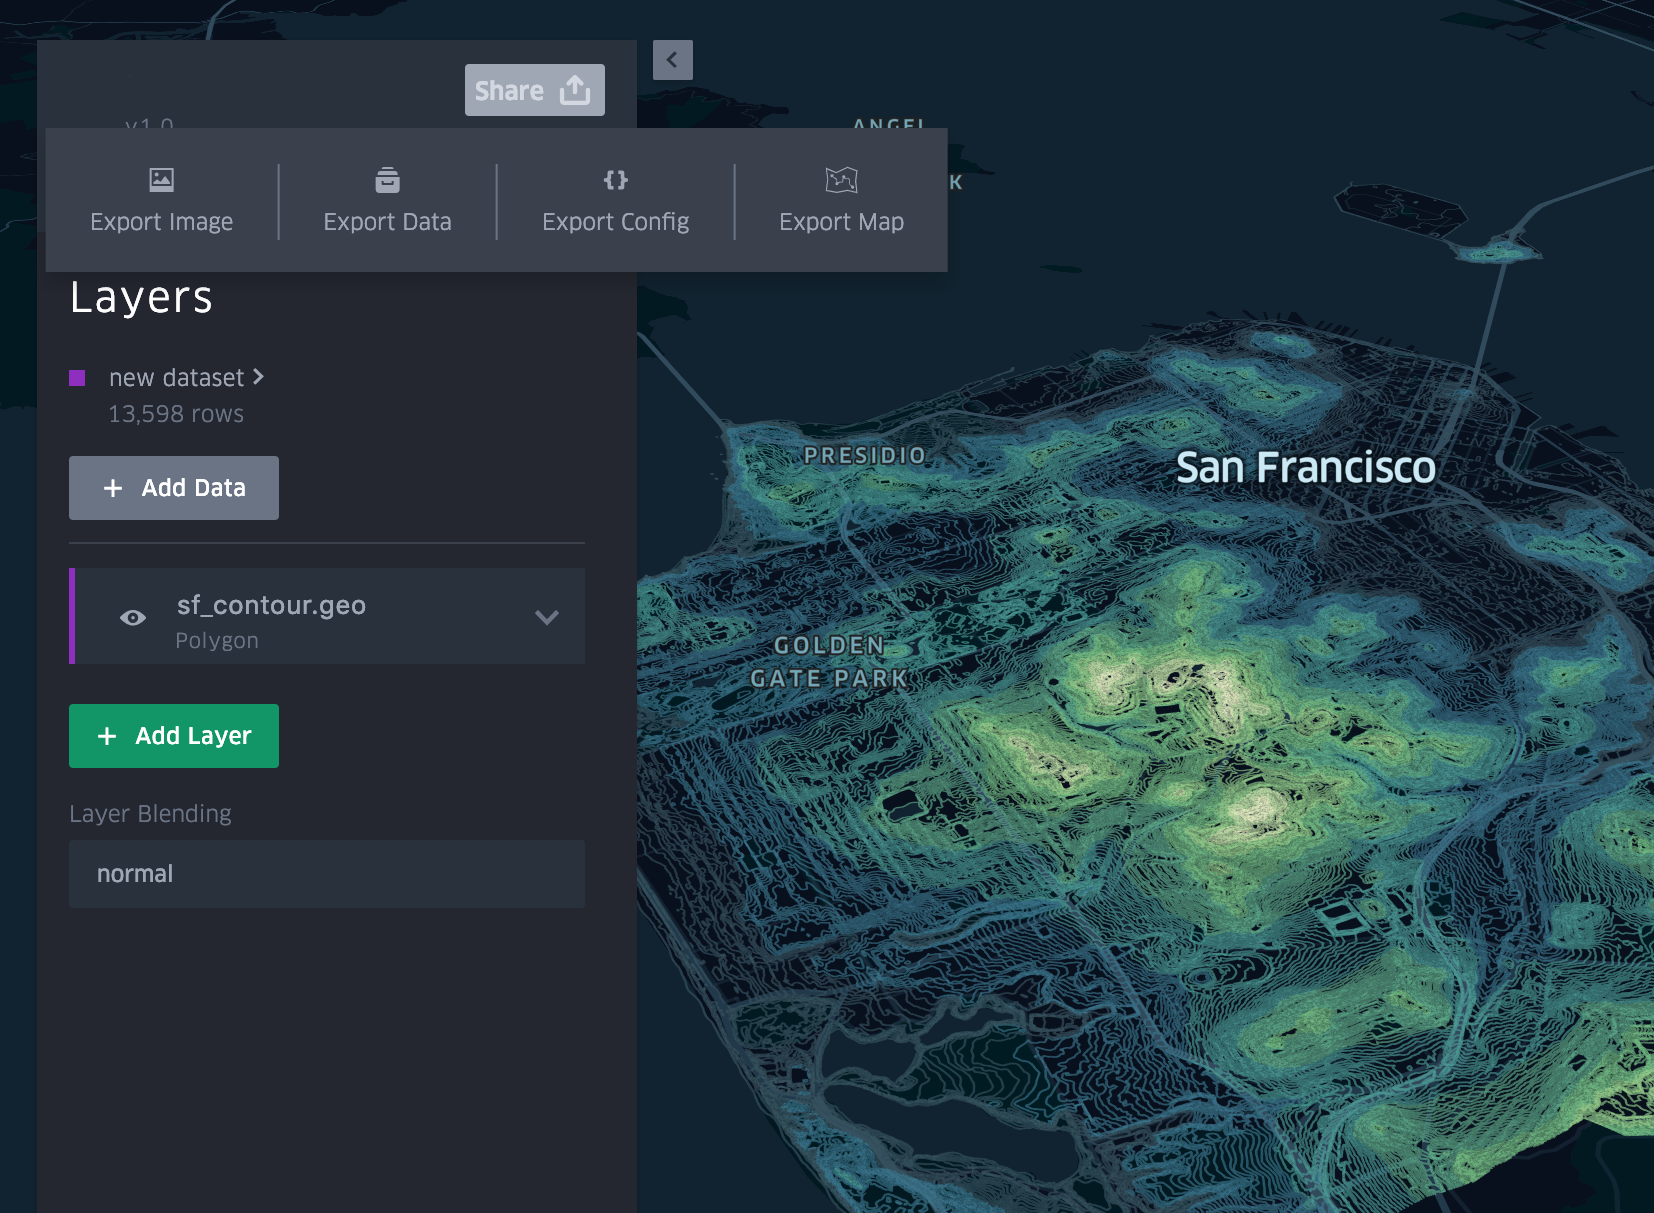 Share
v1.0
Export Image
Export Data
Export Config
Export Map
Layers
new dataset
13,598 rows
+ Add Data
sf_contour.geo
Polygon
+ Add Layer
Layer Blending
normal
ANGEL
K
PRESIDIO
San Francisco
GOLDEN
GATE PARK